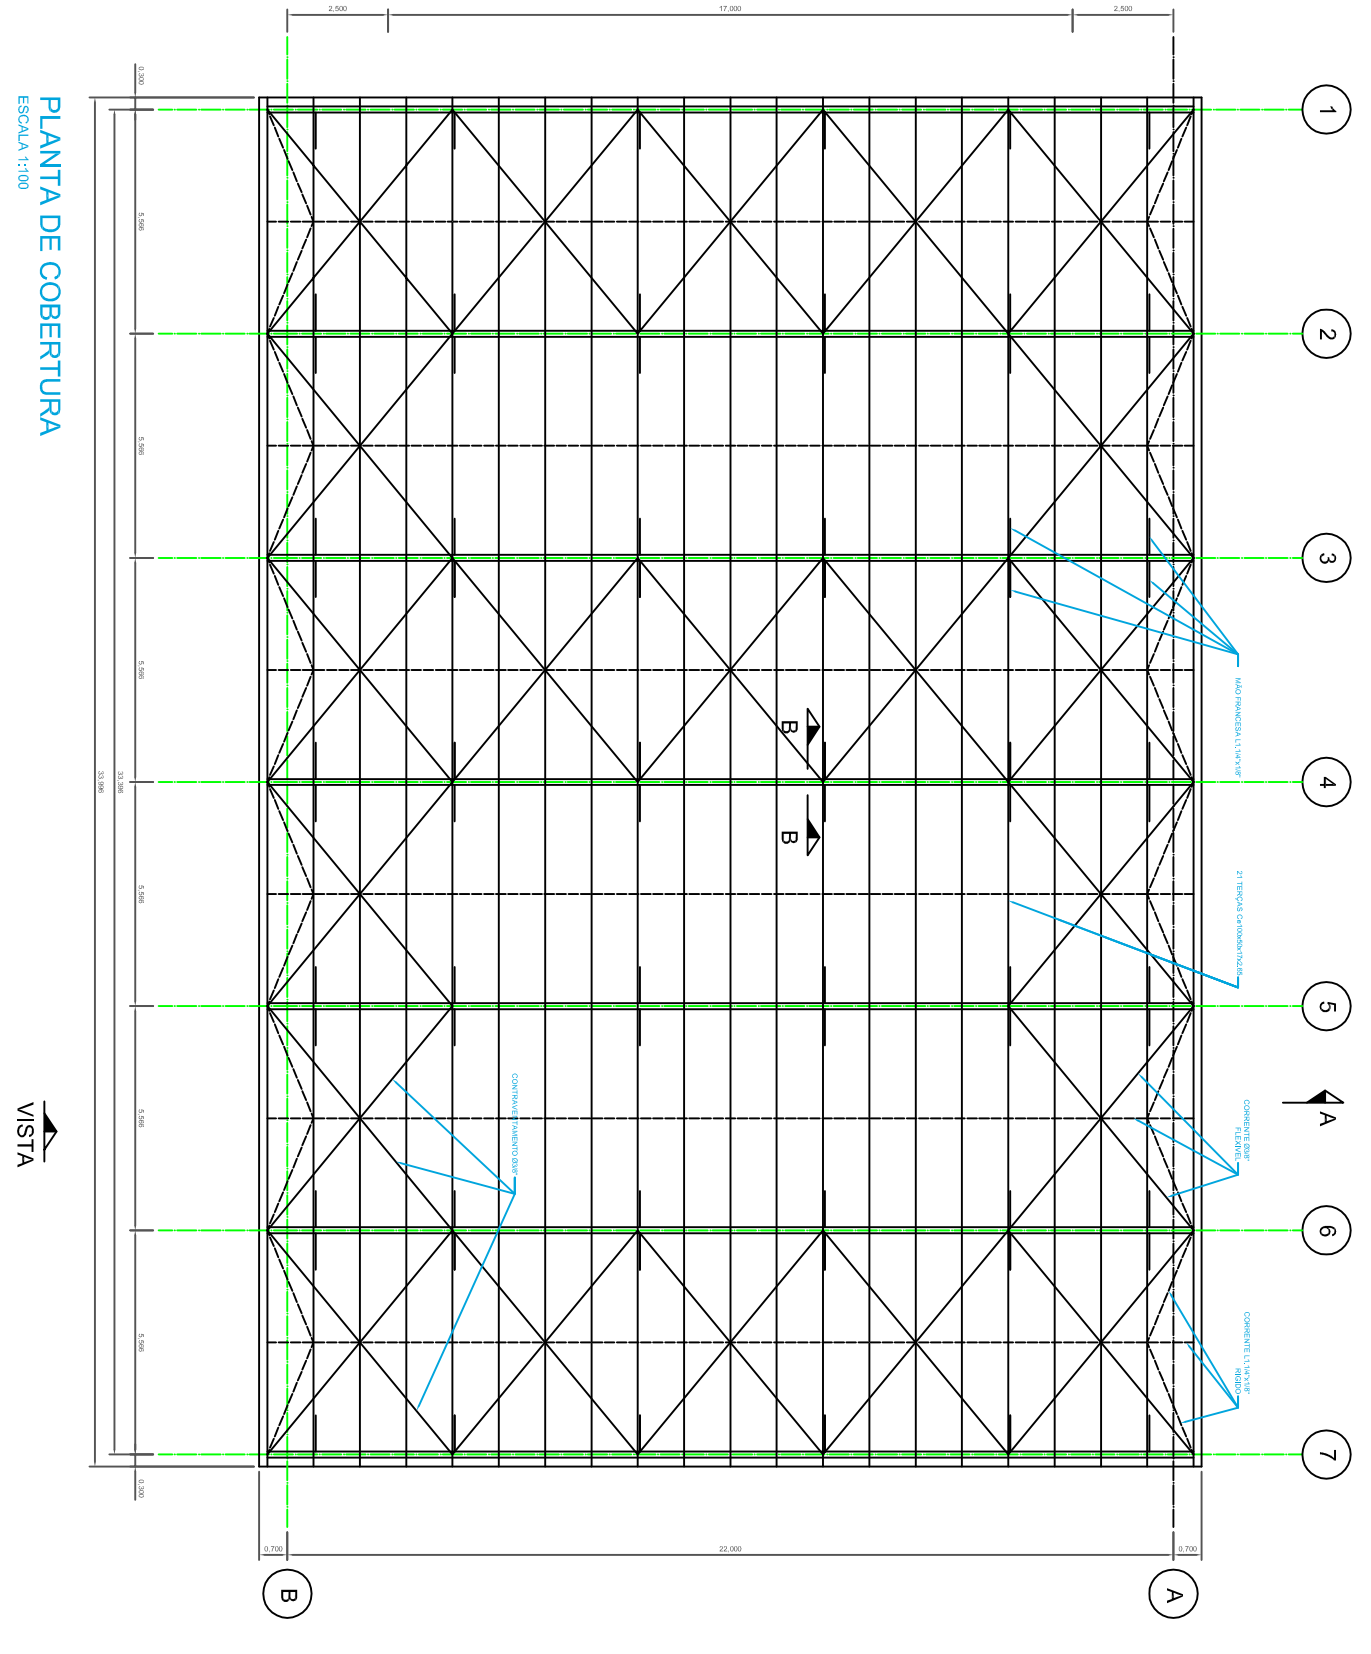 2,500
17,000
2,500
0.300
1
5.566
2
5.566
3
5.566
MÃO FRANCESA L1.1/4"x1/8"
B
B
4
33.996
33.396
5.566
21 TERÇAS Ce100x50x17x2.65
5
5.566
CORRENTE Ø3/8"
FLEXIVEL
A
CONTRAVENTAMENTO Ø3/8"
6
5.566
CORRENTE L1.1/4"x1/8"
RIGIDO
7
0.300
0.700
22,000
0,700
B
A
PLANTA DE COBERTURA
ESCALA 1:100
VISTA